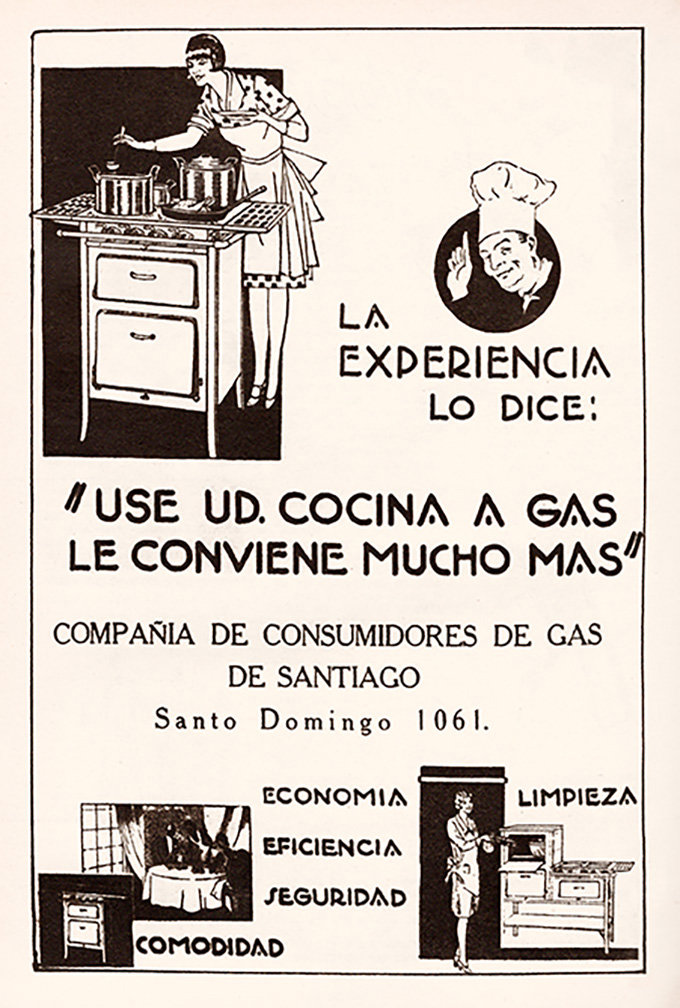 LA
EXPERIENCIA
LO DICE:
"USE UD. COCINA A GAS
LE CONVIENE MUCHO MAS"
COMPAÑIA DE CONSUMIDORES DE GAS
DE SANTIAGO
Santo Domingo 1061.
ECONOMIA
LIMPIEZA
EFICIENCIA
SEGURIDAD
COMODIDAD